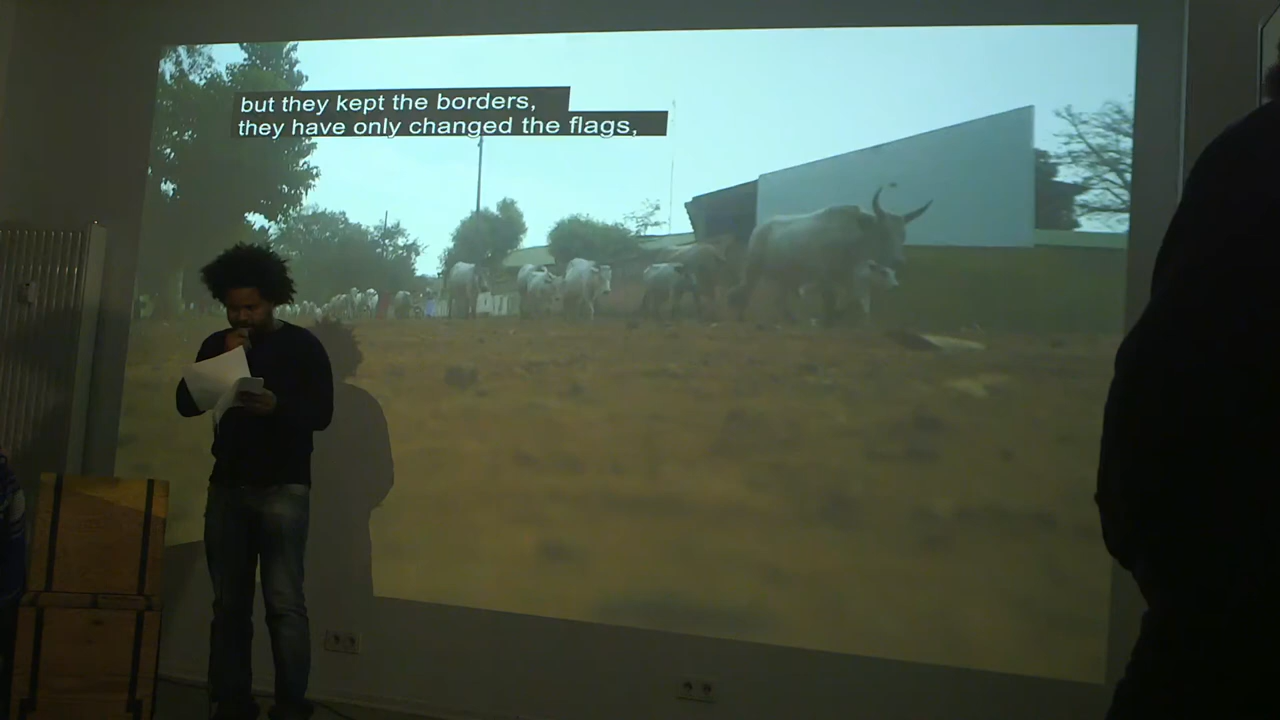 but they kept the borders,
they have only changed the flags,